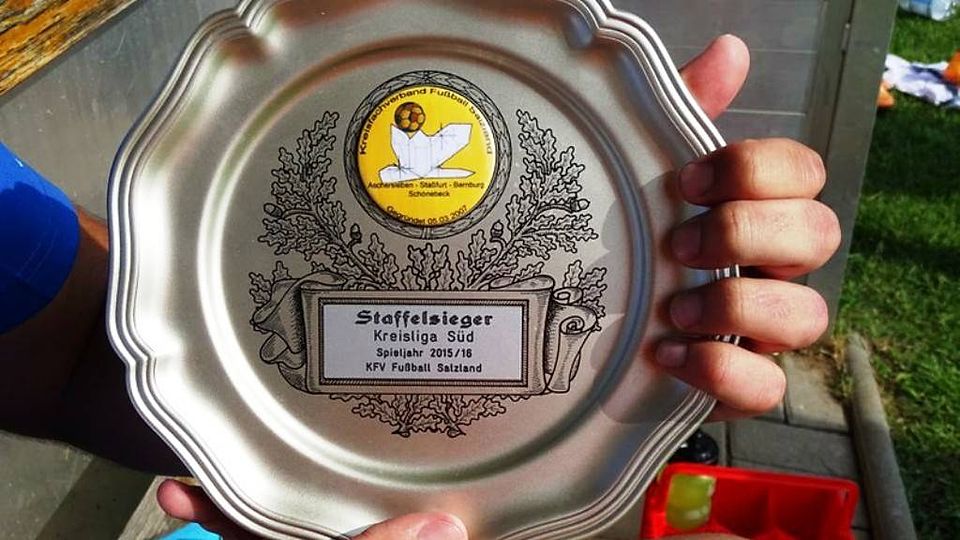 Kreisfachverband Fußball Salzland
Aschersleben - Staßfurt - Bernburg
Schönebeck
Gegründet 05.03.2007
Staffelsieger
Kreisliga Süd
Spieljahr 2015/16
KFV Fußball Salzland